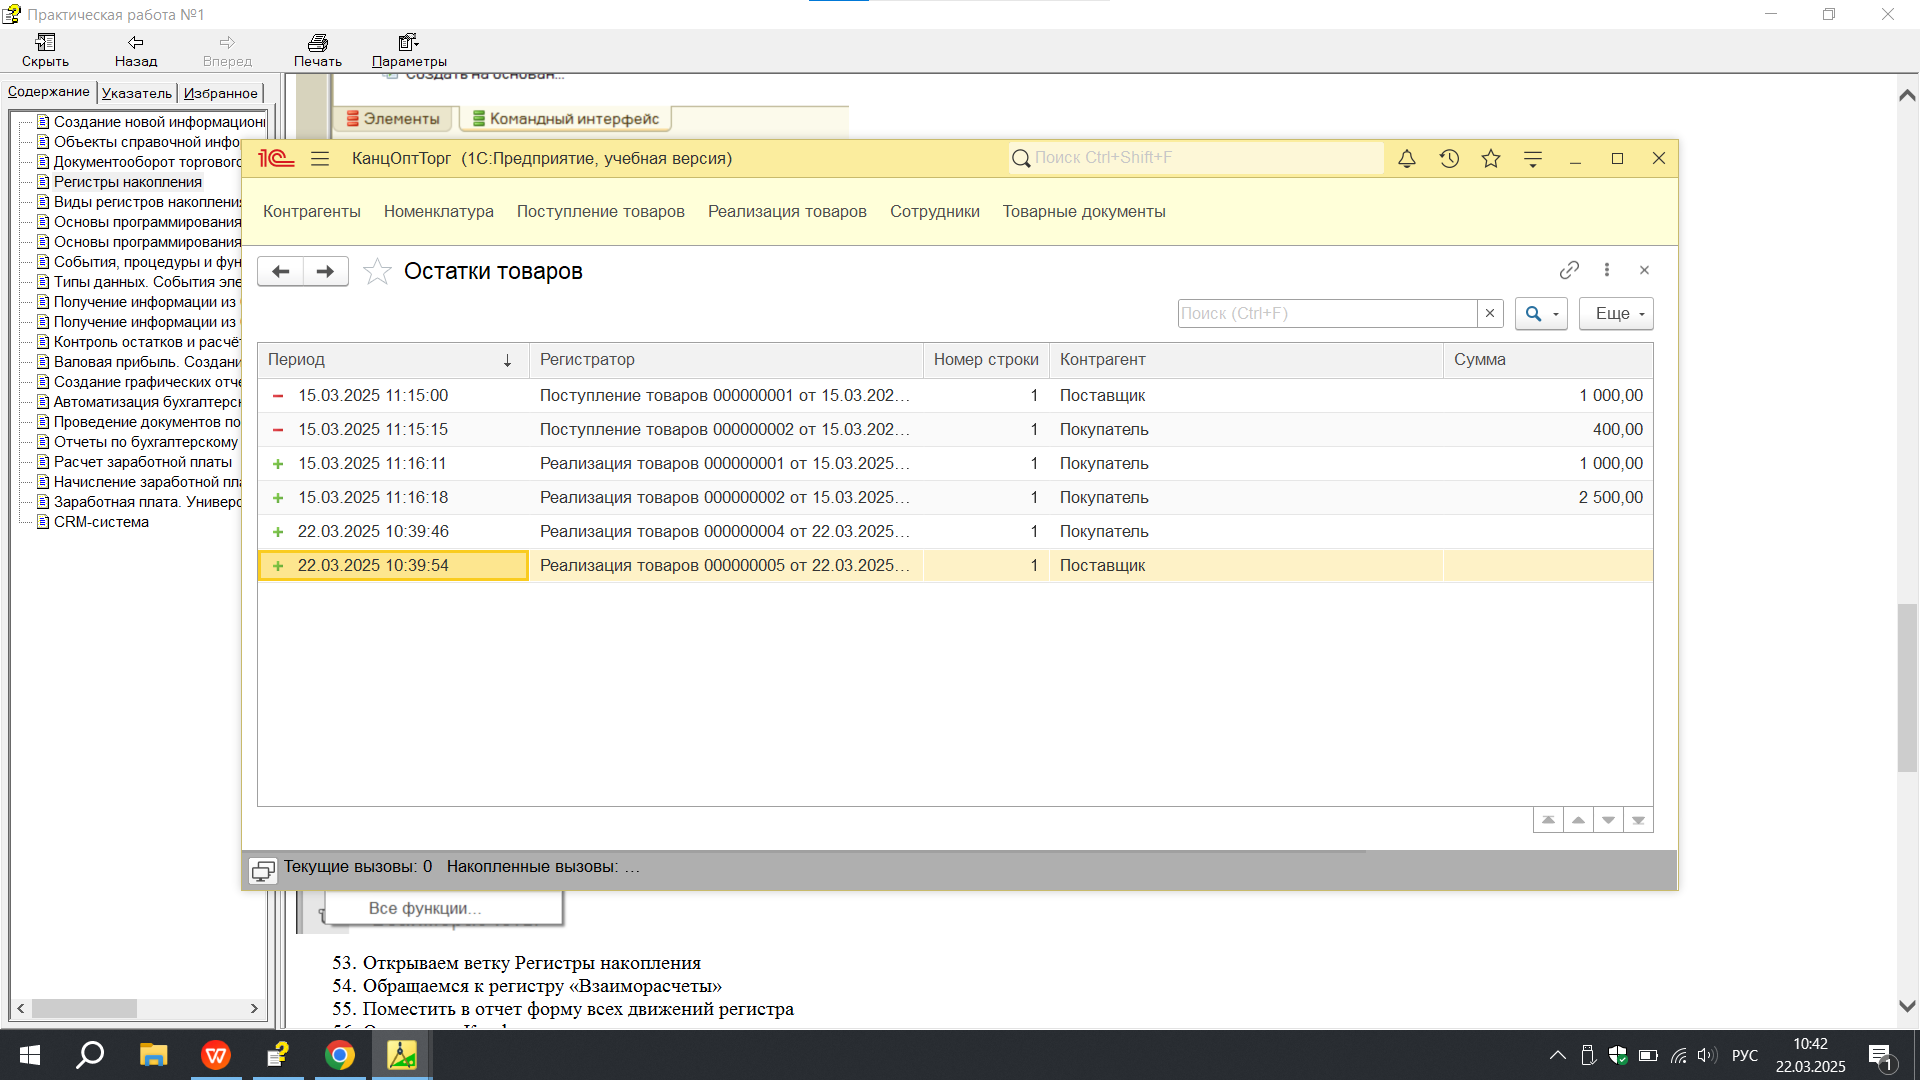 Практическая работа №1
Скрыть
Назад
Вперед
Печать
Параметры
Содержание
Указатель
Избранное
Создать на основан...
Элементы
Командный интерфейс
Создание новой информацион
Объекты справочной инфо
Документооборот торгового
Регистры накопления
Виды регистров накоплени
Основы программирования
Основы программирования
События, процедуры и фун
Типы данных. События эле
Получение информации из
Получение информации из
Контроль остатков и расчё
Валовая прибыль. Создани
Создание графических отче
Автоматизация бухгалтерск
Проведение документов по
Отчеты по бухгалтерскому
Расчет заработной платы
Начисление заработной пла
Заработная плата. Универс
CRM-система
КанцОптТорг (1С:Предприятие, учебная версия)
Поиск Ctrl+Shift+F
Контрагенты
Номенклатура
Поступление товаров
Реализация товаров
Сотрудники
Товарные документы
Остатки товаров
Поиск (Ctrl+F)
Еще
Период Регистратор Номер строки Контрагент Сумма
15.03.2025 11:15:00 Поступление товаров 000000001 от 15.03.202... 1 Поставщик 1 000,00
15.03.2025 11:15:15 Поступление товаров 000000002 от 15.03.202... 1 Покупатель 400,00
15.03.2025 11:16:11 Реализация товаров 000000001 от 15.03.2025... 1 Покупатель 1 000,00
15.03.2025 11:16:18 Реализация товаров 000000002 от 15.03.2025... 1 Покупатель 2 500,00
22.03.2025 10:39:46 Реализация товаров 000000004 от 22.03.2025... 1 Покупатель
22.03.2025 10:39:54 Реализация товаров 000000005 от 22.03.2025... 1 Поставщик
Текущие вызовы: 0 Накопленные вызовы: ...
Все функции...
53. Открываем ветку Регистры накопления
54. Обращаемся к регистру «Взаиморасчеты»
55. Поместить в отчет форму всех движений регистра
РУС
10:42
22.03.2025
1